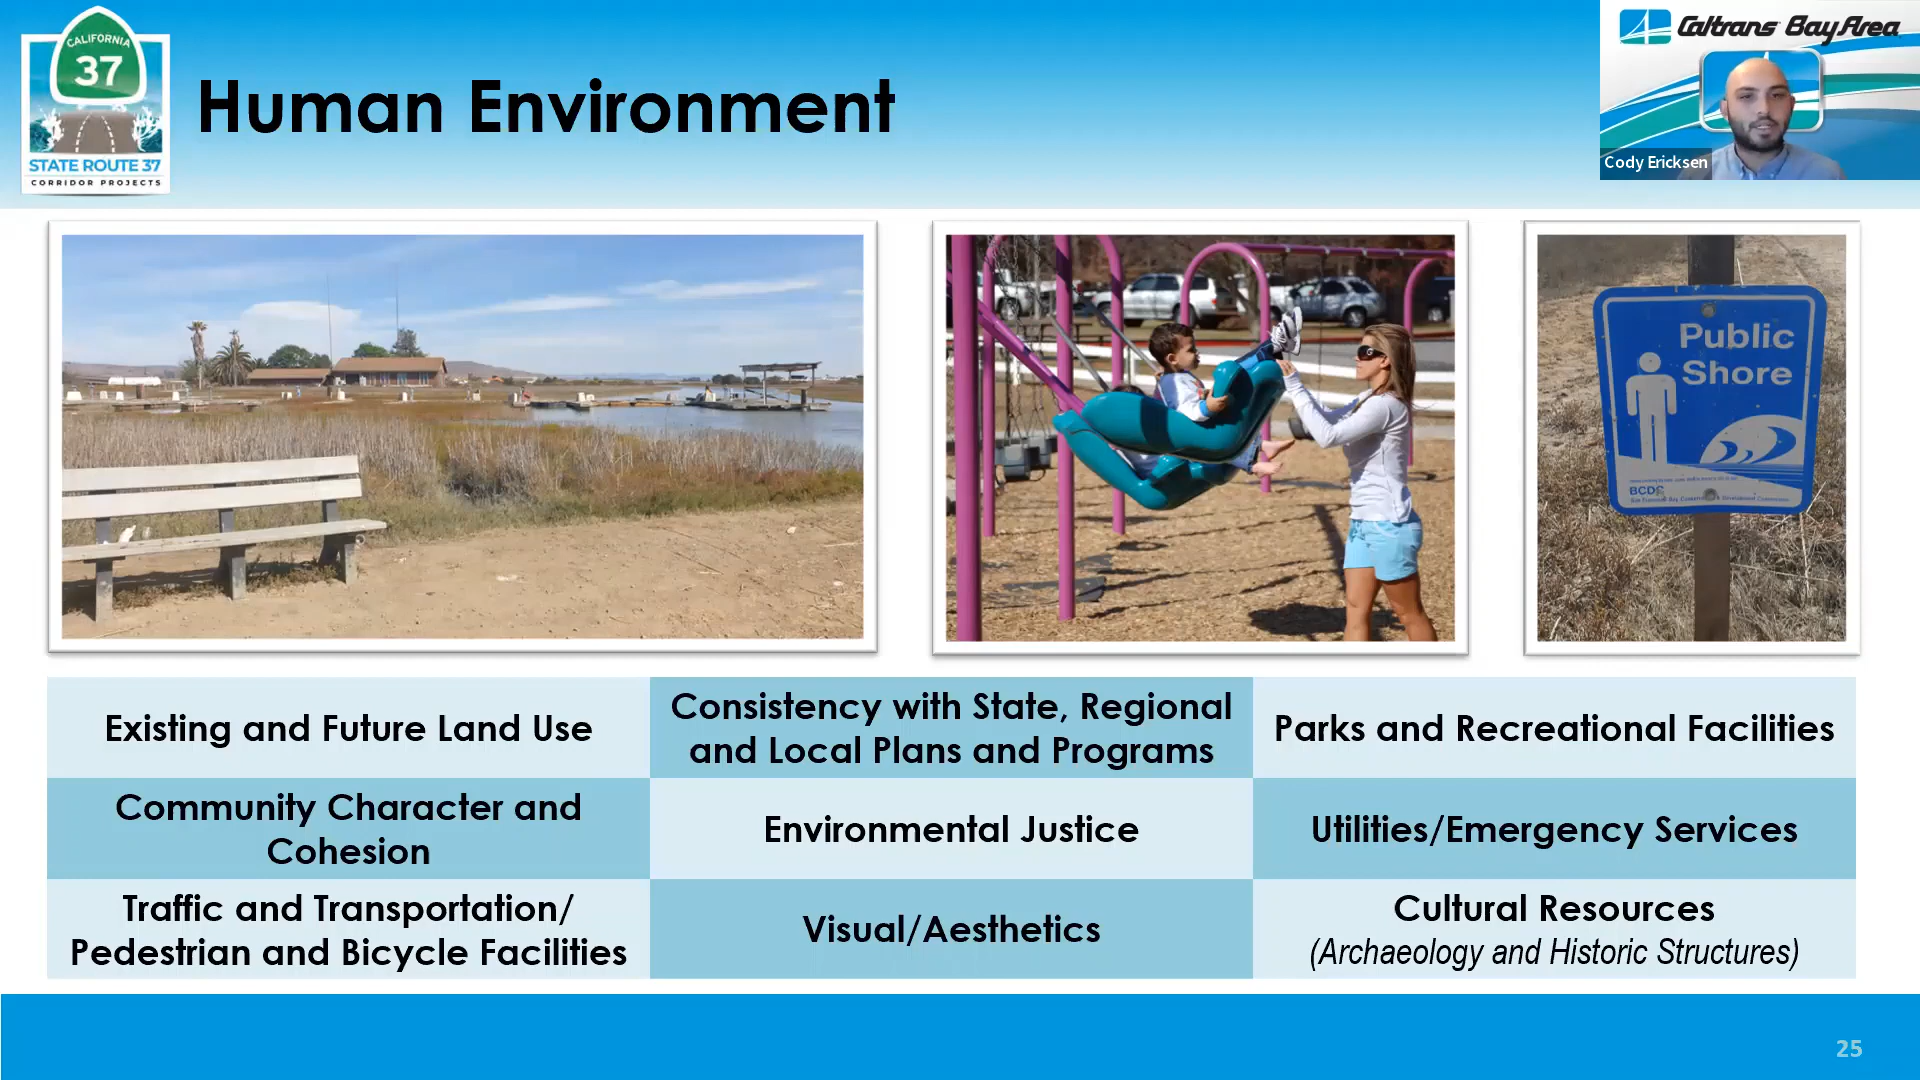 CALIFORNIA
37
STATE ROUTE 37
CORRIDOR PROJECTS
Human Environment
Caltrans Bay Area
Cody Ericksen
Public
Shore
BCDC
Existing and Future Land Use
Consistency with State, Regional
and Local Plans and Programs
Parks and Recreational Facilities
Community Character and
Cohesion
Environmental Justice
Utilities/Emergency Services
Traffic and Transportation/
Pedestrian and Bicycle Facilities
Visual/Aesthetics
Cultural Resources
(Archaeology and Historic Structures)
25